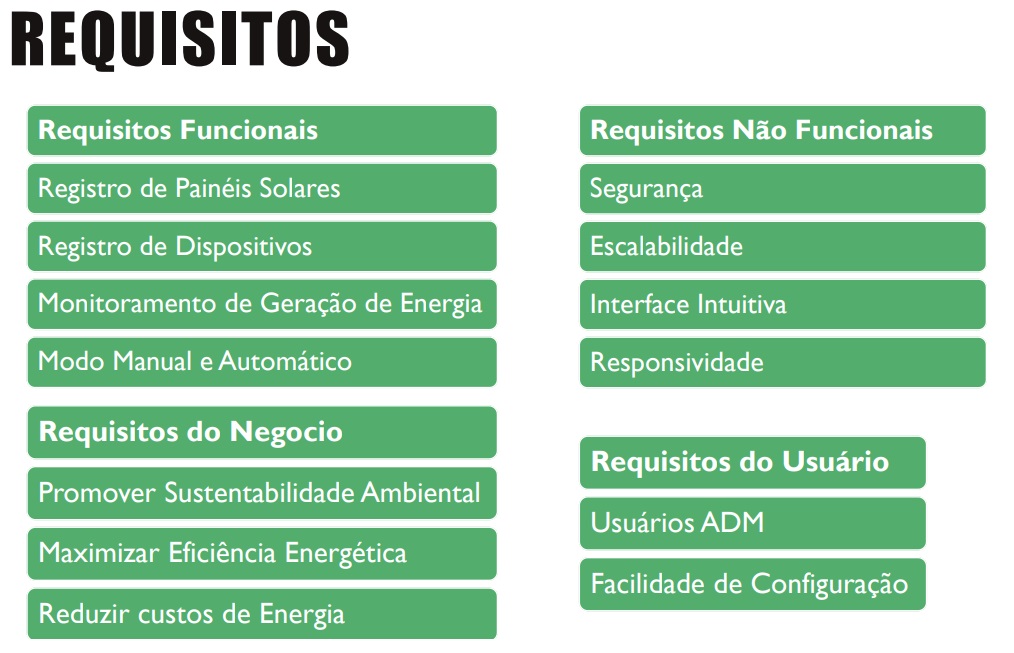 REQUISITOS
Requisitos Funcionais
Registro de Painéis Solares
Registro de Dispositivos
Monitoramento de Geração de Energia
Modo Manual e Automático
Requisitos do Negocio
Promover Sustentabilidade Ambiental
Maximizar Eficiência Energética
Reduzir custos de Energia
Requisitos Não Funcionais
Segurança
Escalabilidade
Interface Intuitiva
Responsividade
Requisitos do Usuário
Usuários ADM
Facilidade de Configuração